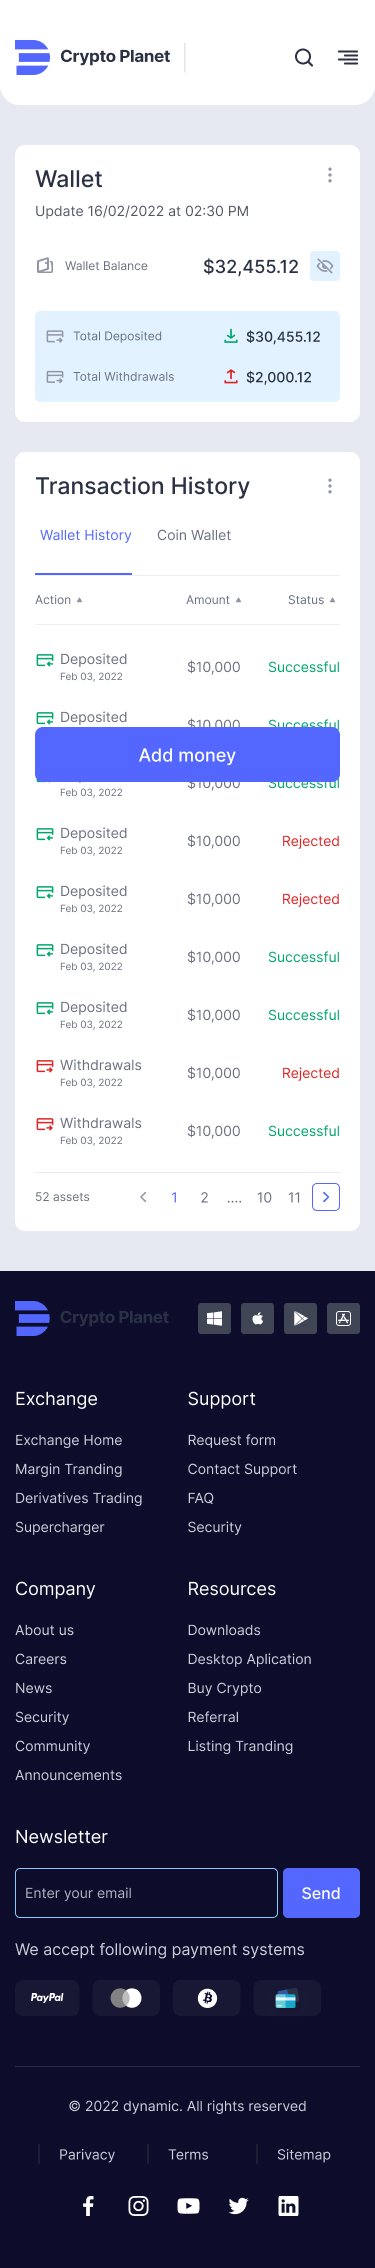 Crypto Planet
Wallet
Update 16/02/2022 at 02:30 PM
Wallet Balance $32,455.12
Total Deposited $30,455.12
Total Withdrawals $2,000.12
Transaction History
Wallet History Coin Wallet
Action Amount Status
Deposited
Feb 03, 2022
$10,000 Successful
Deposited
$10,000 Successful
Add money
$10,000 Successful
Feb 03, 2022
Deposited
Feb 03, 2022
$10,000 Rejected
Deposited
Feb 03, 2022
$10,000 Rejected
Deposited
Feb 03, 2022
$10,000 Successful
Deposited
Feb 03, 2022
$10,000 Successful
Withdrawals
Feb 03, 2022
$10,000 Rejected
Withdrawals
Feb 03, 2022
$10,000 Successful
52 assets 1 2 .... 10 11
Crypto Planet
Exchange
Exchange Home
Margin Tranding
Derivatives Trading
Supercharger
Support
Request form
Contact Support
FAQ
Security
Company
About us
Careers
News
Security
Community
Announcements
Resources
Downloads
Desktop Aplication
Buy Crypto
Referral
Listing Tranding
Newsletter
Enter your email Send
We accept following payment systems
PayPal
© 2022 dynamic. All rights reserved
Parivacy Terms Sitemap